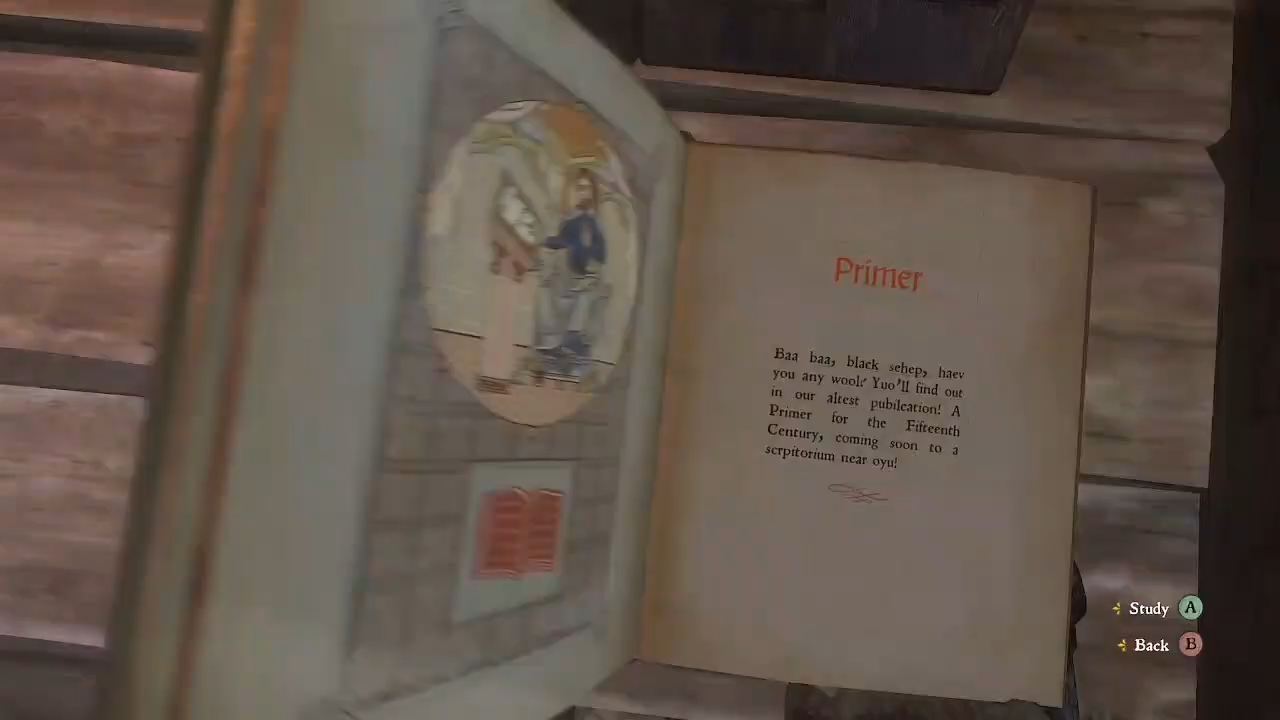 Primer
Baa baa, black sehep, haev
you any wool? Yuo'll find out
in our altest pubilcation! A
Primer for the Fifteenth
Century, coming soon to a
scrpitorium near oyu!
Study A
Back B